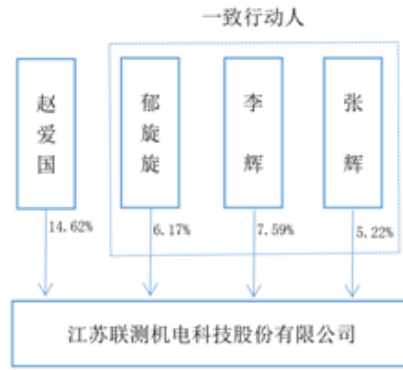 一致行动人
赵爱国
郁旋旋
李辉
张辉
14.62%
6.17%
7.59%
5.22%
江苏联测机电科技股份有限公司